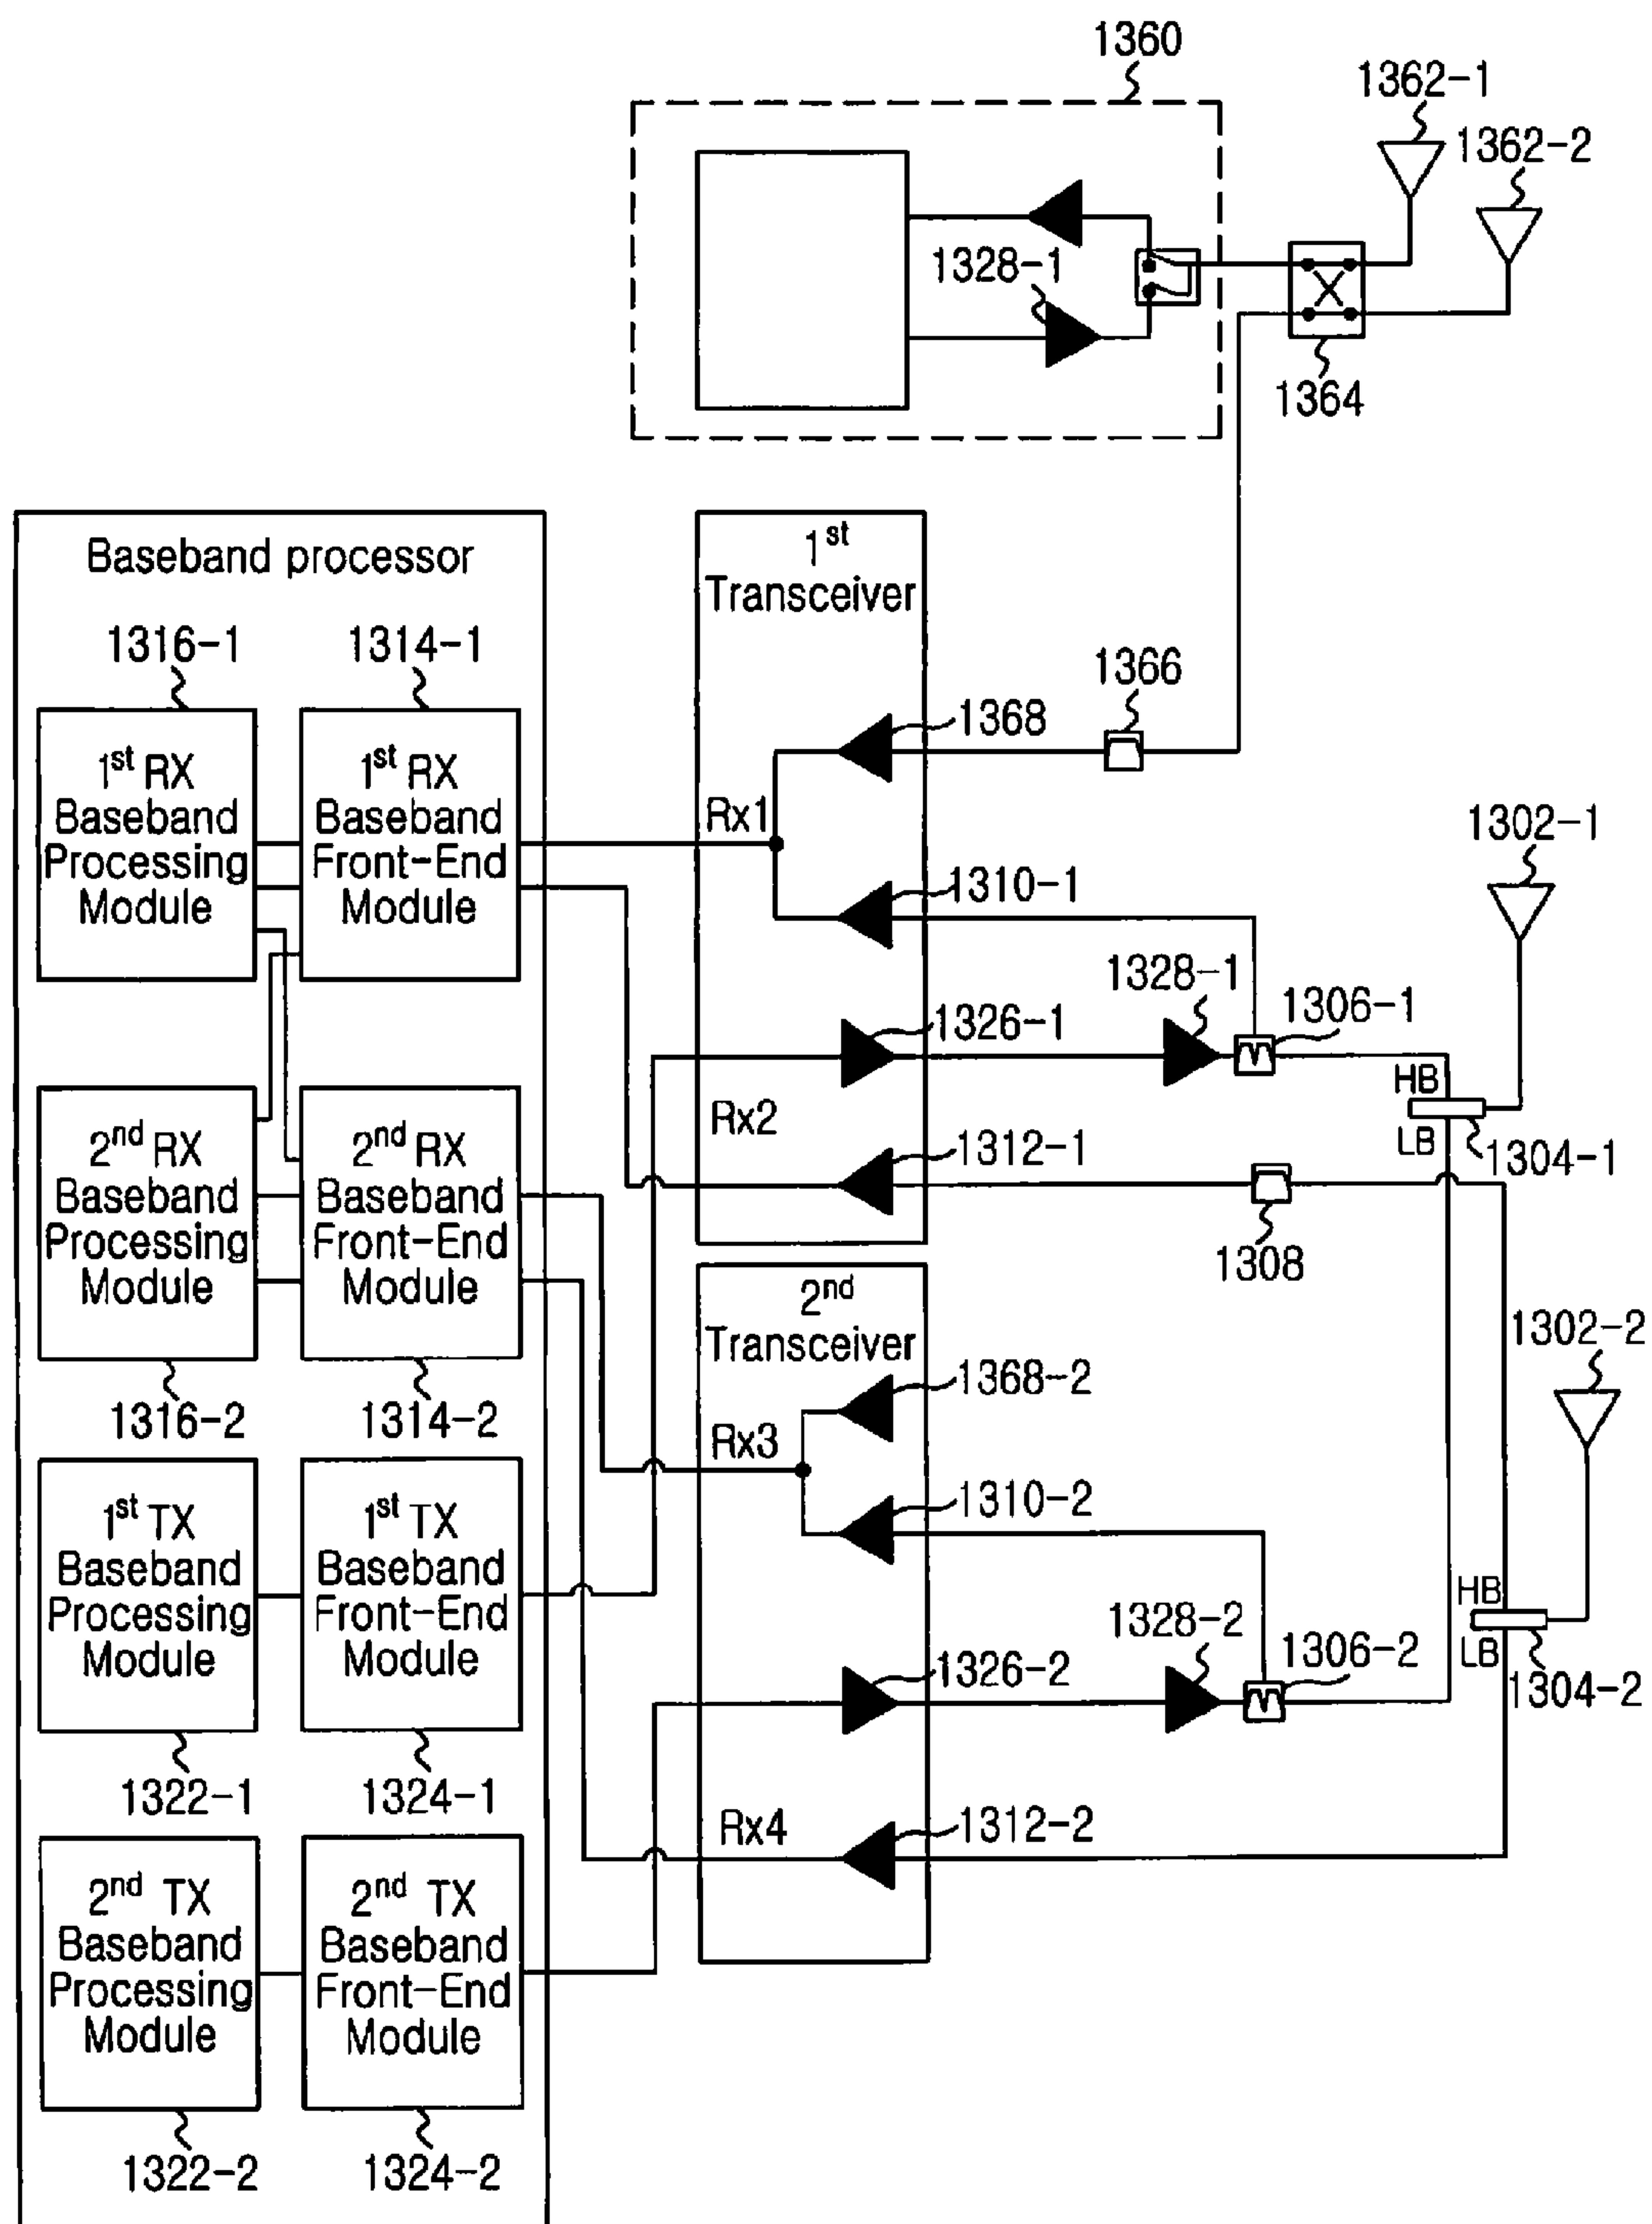 1360
1362-1
1362-2
1328-1
1364
Baseband processor
1st
Transceiver
1316-1
1314-1
1366
1368
1st RX
Baseband
Processing
Module
1st RX
Baseband
Front-End
Module
Rx1
1302-1
1310-1
1328-1
1306-1
1326-1
HB
LB
1304-1
Rx2
1312-1
1308
2nd RX
Baseband
Processing
Module
2nd RX
Baseband
Front-End
Module
2nd
Transceiver
1302-2
1368-2
1316-2
1314-2
Rx3
1310-2
1st TX
Baseband
Processing
Module
1st TX
Baseband
Front-End
Module
HB
LB
1304-2
1328-2
1306-2
1326-2
1322-1
1324-1
Rx4
1312-2
2nd TX
Baseband
Processing
Module
2nd TX
Baseband
Front-End
Module
1322-2
1324-2